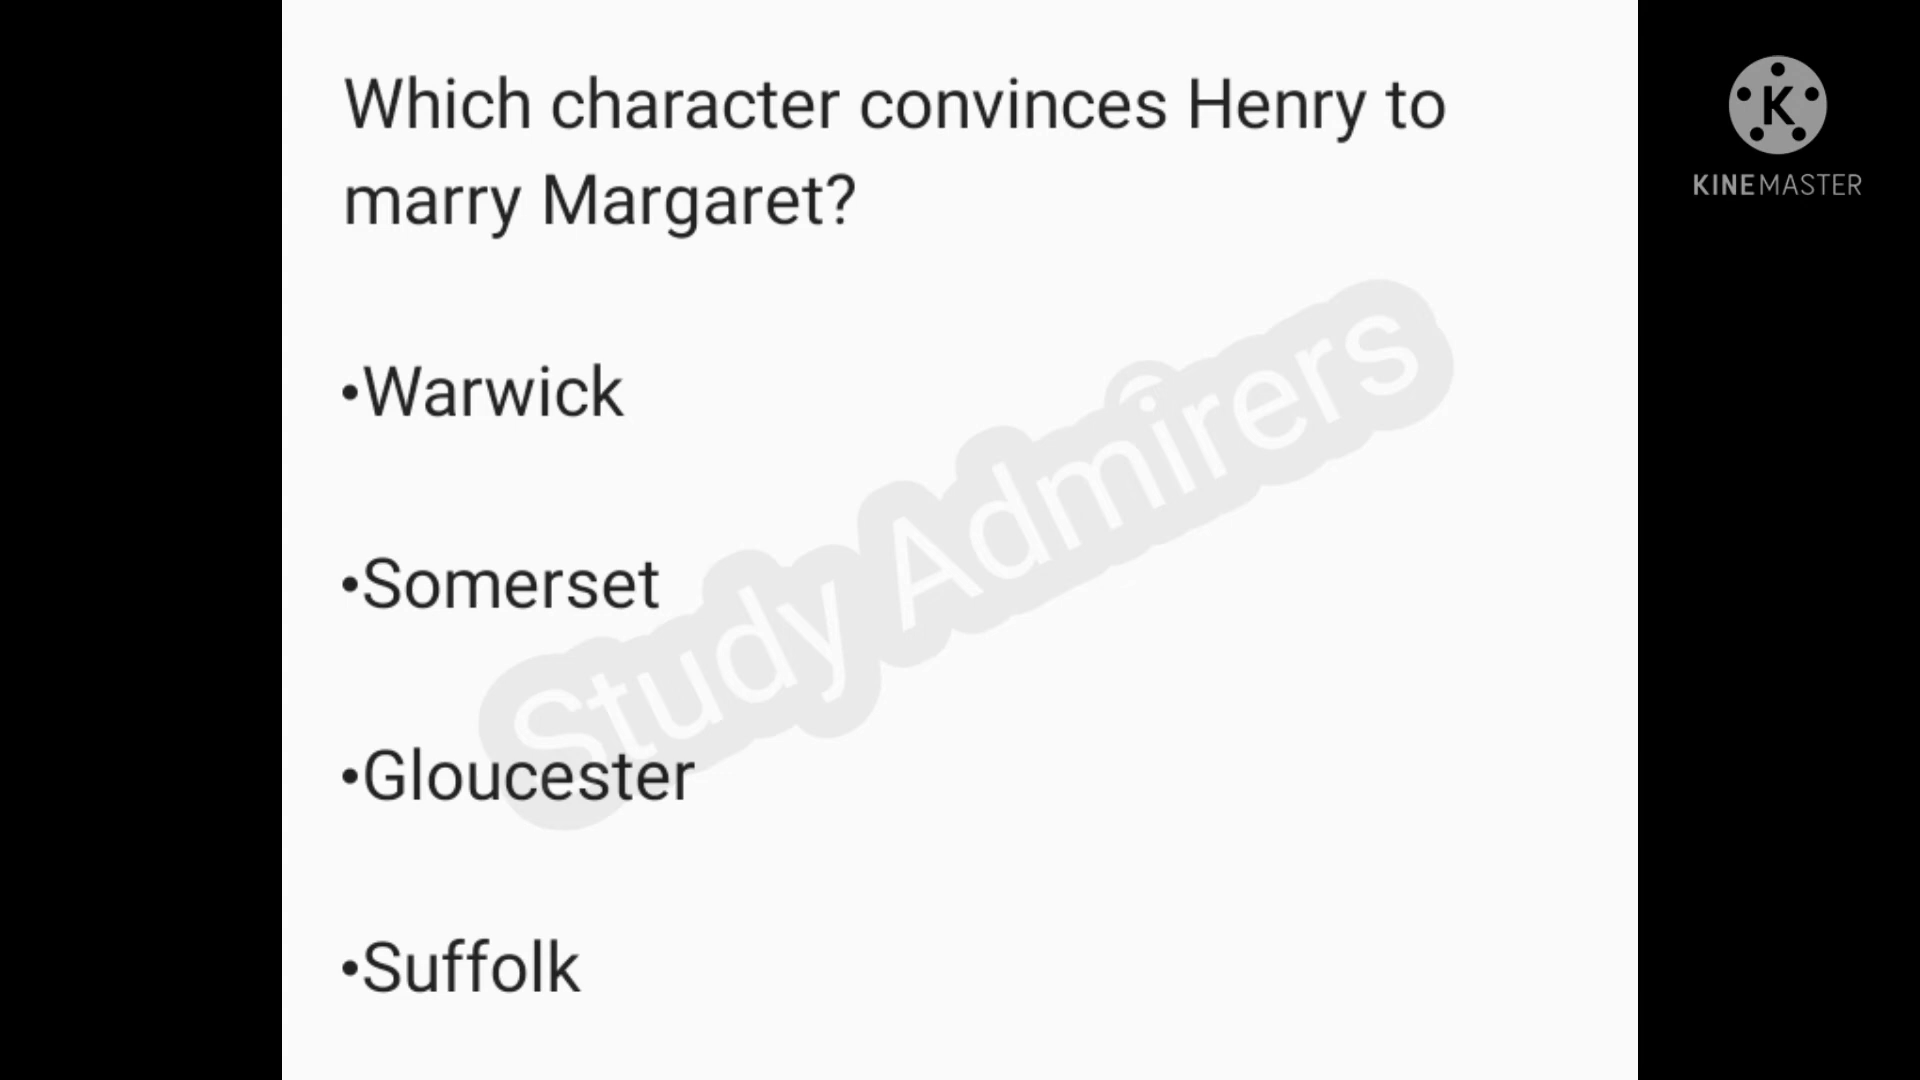 Which character convinces Henry to
marry Margaret?
•Warwick
•Somerset
•Gloucester
•Suffolk
Study Admirers
K
KINEMASTER